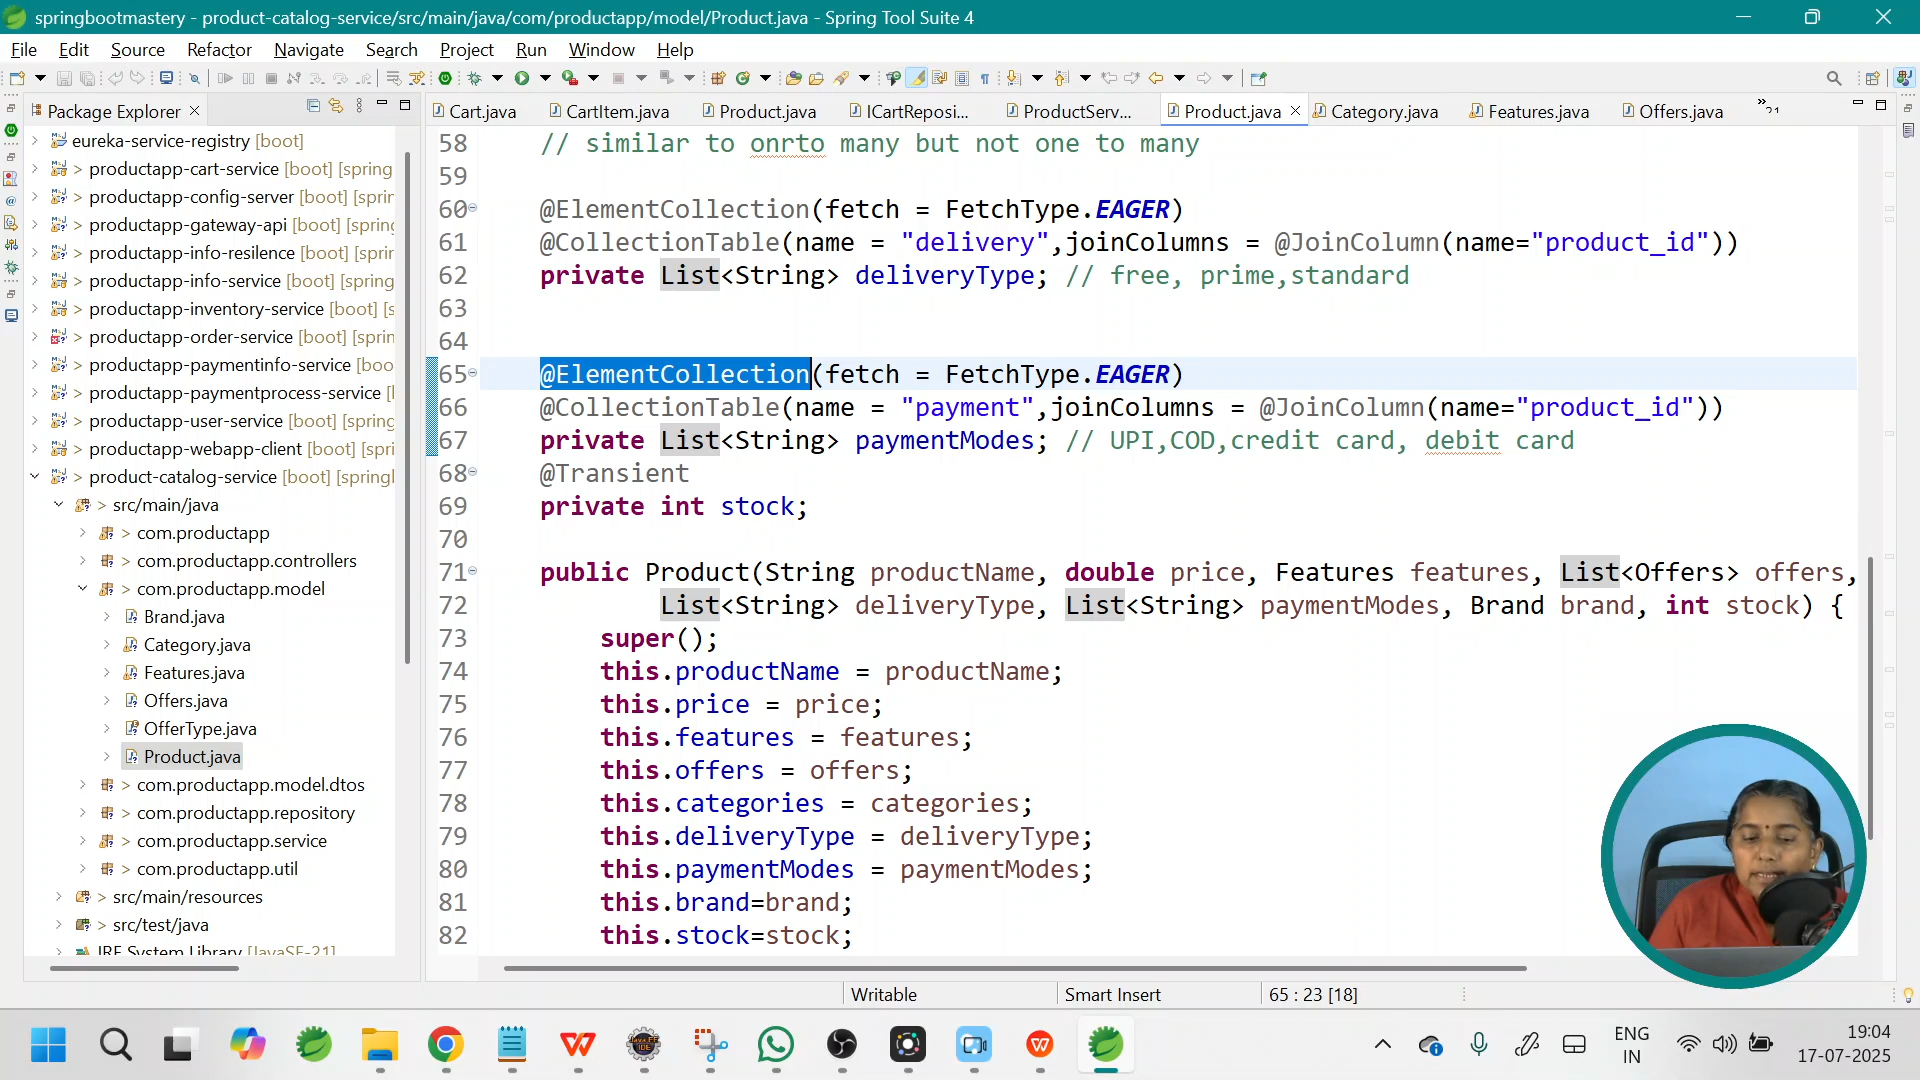 springbootmastery - product-catalog-service/src/main/java/com/productapp/model/Product.java - Spring Tool Suite 4
File Edit Source Refactor Navigate Search Project Run Window Help
Package Explorer
Cart.java CartItem.java Product.java ICartReposi... ProductServ... Product.java Category.java Features.java Offers.java »21
eureka-service-registry [boot]
> productapp-cart-service [boot] [spring
> productapp-config-server [boot] [sprin
> productapp-gateway-api [boot] [spring
> productapp-info-resilence [boot] [sprin
> productapp-info-service [boot] [spring
> productapp-inventory-service [boot] [s
> productapp-order-service [boot] [sprin
> productapp-paymentinfo-service [boo
> productapp-paymentprocess-service [
> productapp-user-service [boot] [spring
> productapp-webapp-client [boot] [spri
> product-catalog-service [boot] [spring
> src/main/java
> com.productapp
> com.productapp.controllers
> com.productapp.model
Brand.java
Category.java
Features.java
Offers.java
OfferType.java
Product.java
> com.productapp.model.dtos
> com.productapp.repository
> com.productapp.service
> com.productapp.util
> src/main/resources
> src/test/java
JRE System Library [JavaSE-21]
58 // similar to onrto many but not one to many
59
60 @ElementCollection(fetch = FetchType.EAGER)
61 @CollectionTable(name = "delivery",joinColumns = @JoinColumn(name="product_id"))
62 private List<String> deliveryType; // free, prime,standard
63
64
65 @ElementCollection(fetch = FetchType.EAGER)
66 @CollectionTable(name = "payment",joinColumns = @JoinColumn(name="product_id"))
67 private List<String> paymentModes; // UPI,COD,credit card, debit card
68 @Transient
69 private int stock;
70
71 public Product(String productName, double price, Features features, List<Offers> offers,
72 List<String> deliveryType, List<String> paymentModes, Brand brand, int stock) {
73 super();
74 this.productName = productName;
75 this.price = price;
76 this.features = features;
77 this.offers = offers;
78 this.categories = categories;
79 this.deliveryType = deliveryType;
80 this.paymentModes = paymentModes;
81 this.brand=brand;
82 this.stock=stock;
Writable Smart Insert 65 : 23 [18]
ENG
IN
19:04
17-07-2025